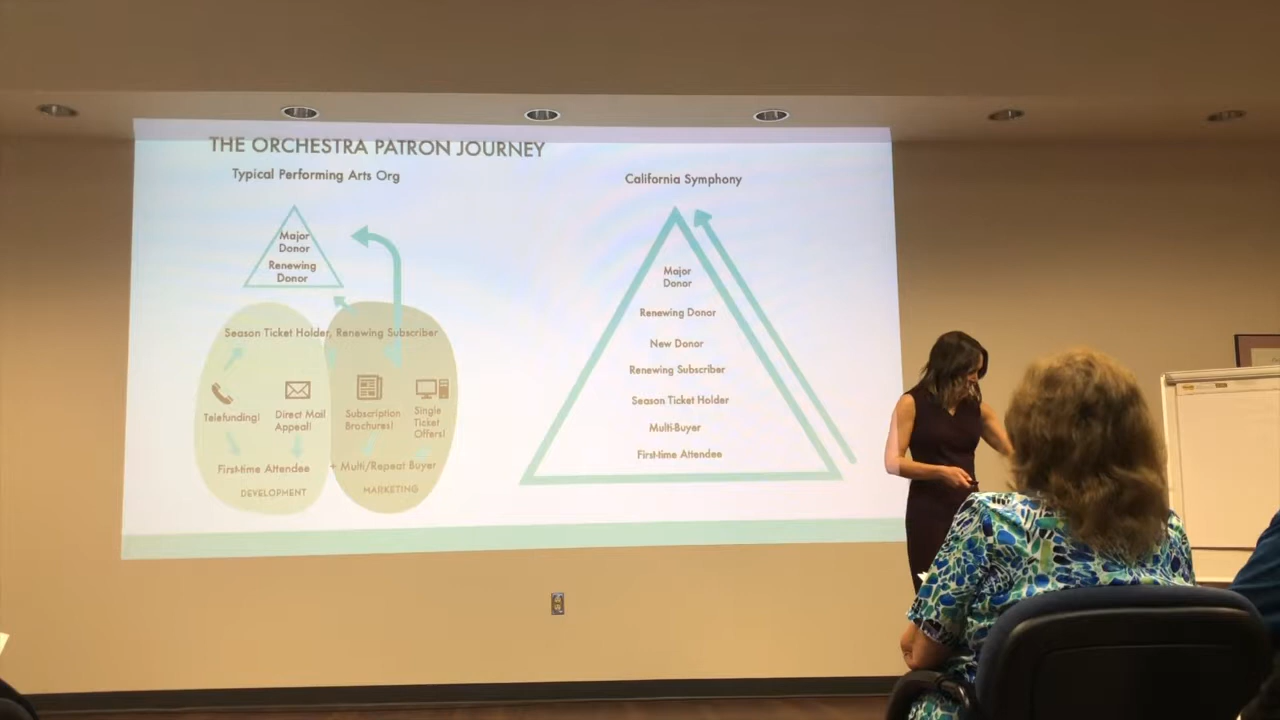 THE ORCHESTRA PATRON JOURNEY
Typical Performing Arts Org
Major
Donor
Renewing
Donor
Season Ticket Holder, Renewing Subscriber
Telefunding!
Direct Mail
Appeal!
Subscription
Brochures!
Single
Ticket
Offers!
First-time Attendee + Multi/Repeat Buyer
DEVELOPMENT
MARKETING
California Symphony
Major
Donor
Renewing Donor
New Donor
Renewing Subscriber
Season Ticket Holder
Multi-Buyer
First-time Attendee